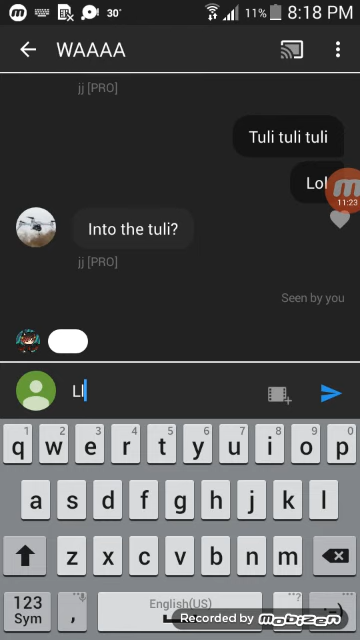 30°
11%
8:18 PM
WAAAA
jj [PRO]
Tuli tuli tuli
Lol
11:23
Into the tuli?
jj [PRO]
Seen by you
Ll
1 2 3 4 5 6 7 8 9 0
q w e r t y u i o p
a s d f g h j k l
z x c v b n m
123
Sym
,
English(US)
:-)
Recorded by mobizen